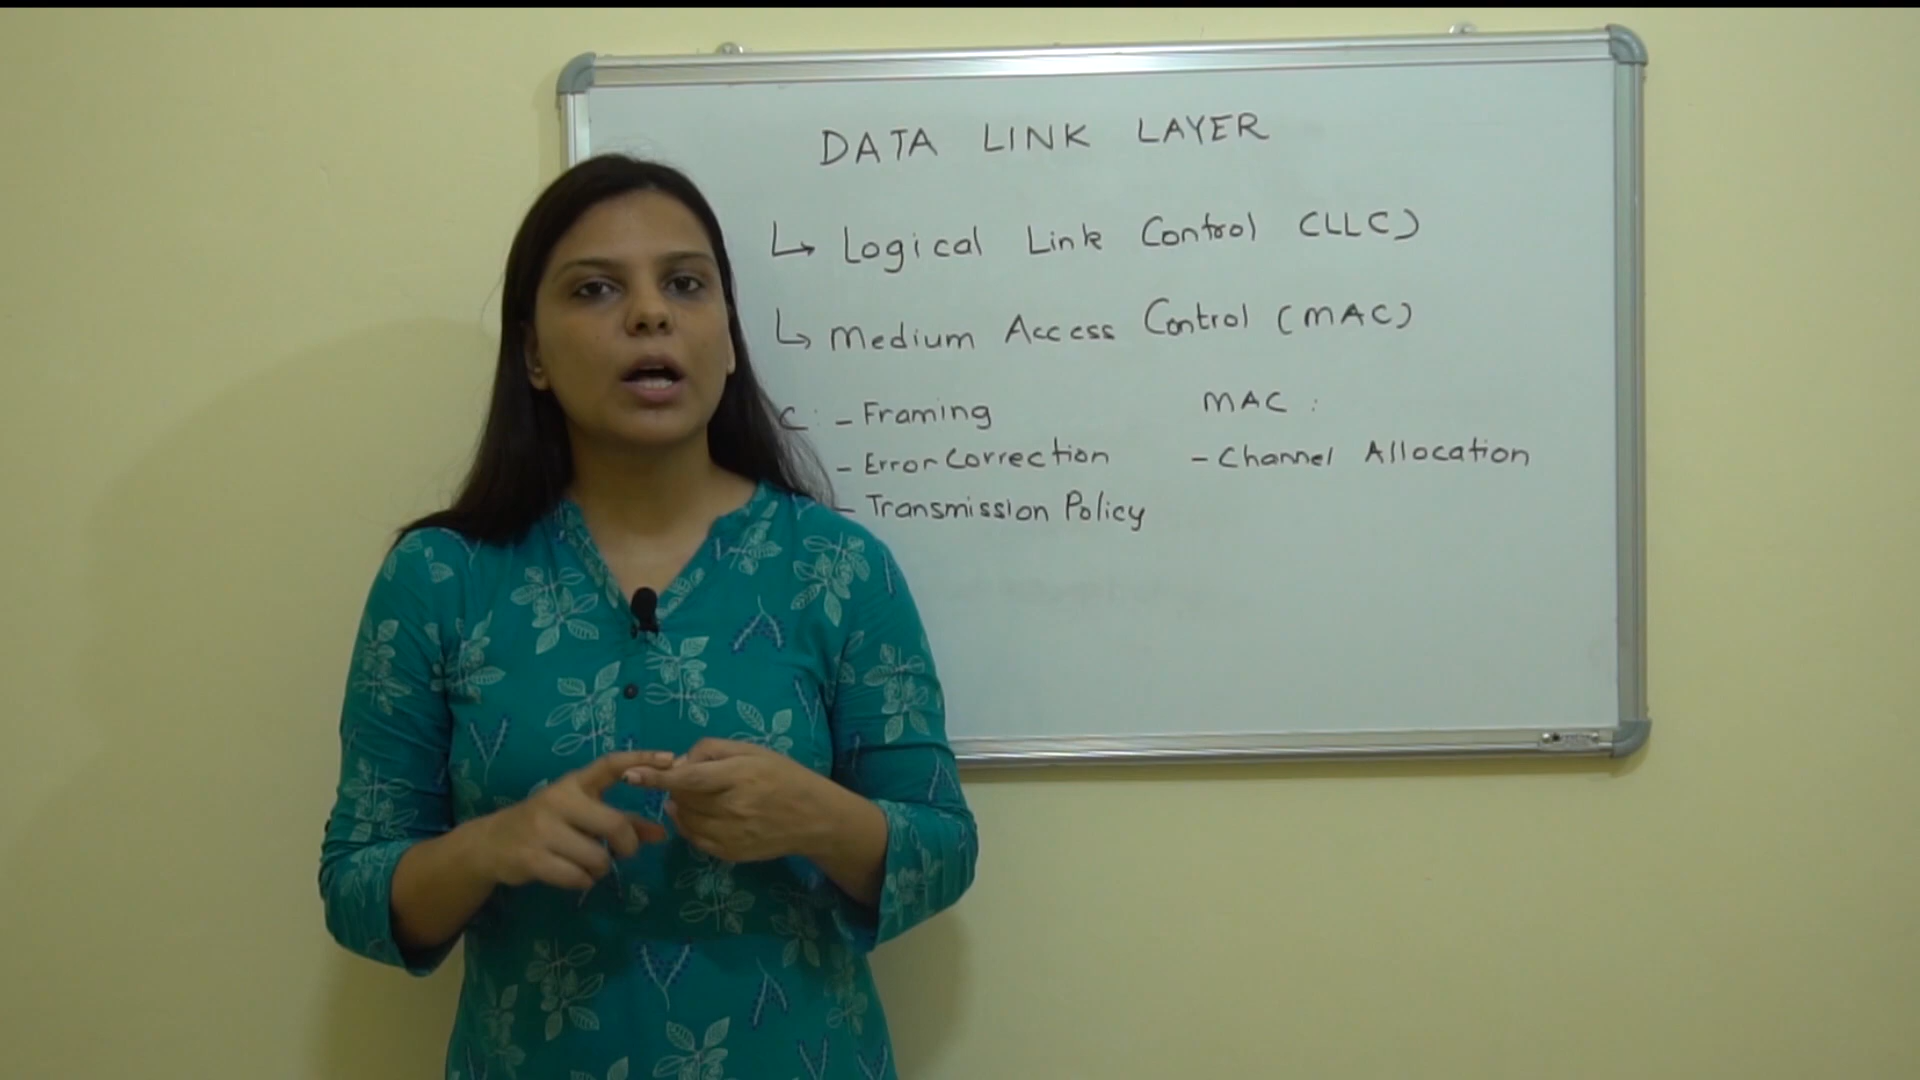 DATA LINK LAYER
↳ Logical Link Control (LLC)
↳ Medium Access Control (MAC)
C: - Framing
- Error Correction
- Transmission Policy
MAC :
- Channel Allocation